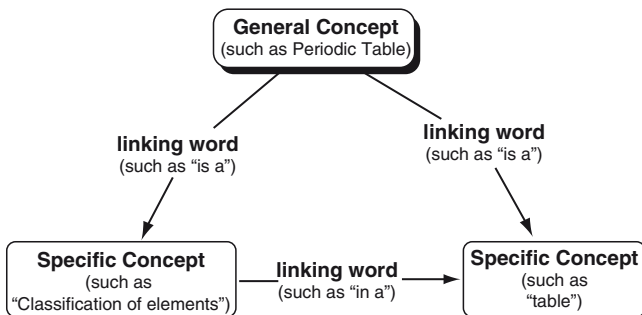 General Concept
(such as Periodic Table)
linking word
(such as “is a”)
linking word
(such as “is a”)
Specific Concept
(such as
“Classification of elements”)
linking word
(such as “in a”)
Specific Concept
(such as
“table”)